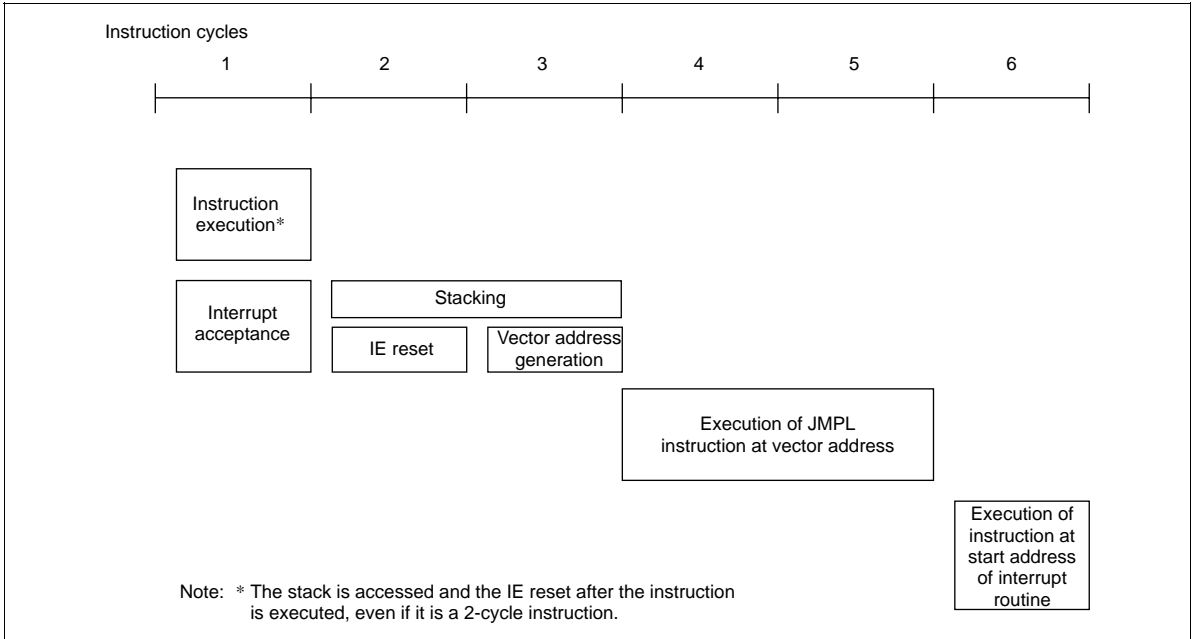 Instruction cycles
1 2 3 4 5 6
Instruction
execution*
Interrupt
acceptance
Stacking
IE reset
Vector address
generation
Execution of JMPL
instruction at vector address
Execution of
instruction at
start address
of interrupt
routine
Note: * The stack is accessed and the IE reset after the instruction
is executed, even if it is a 2-cycle instruction.